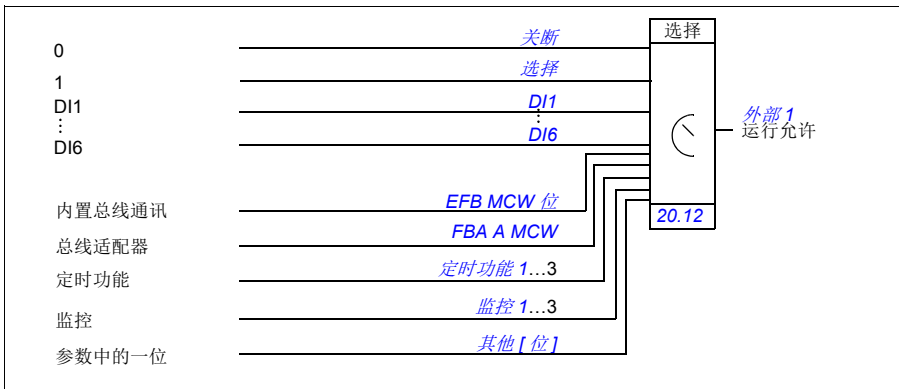 选择
0 关断
1 选择
DI1 DI1
⋮ ⋮
DI6 DI6
外部 1
运行允许
内置总线通讯 EFB MCW 位
20.12
总线适配器 FBA A MCW
定时功能 定时功能 1…3
监控 监控 1…3
参数中的一位 其他 [ 位 ]